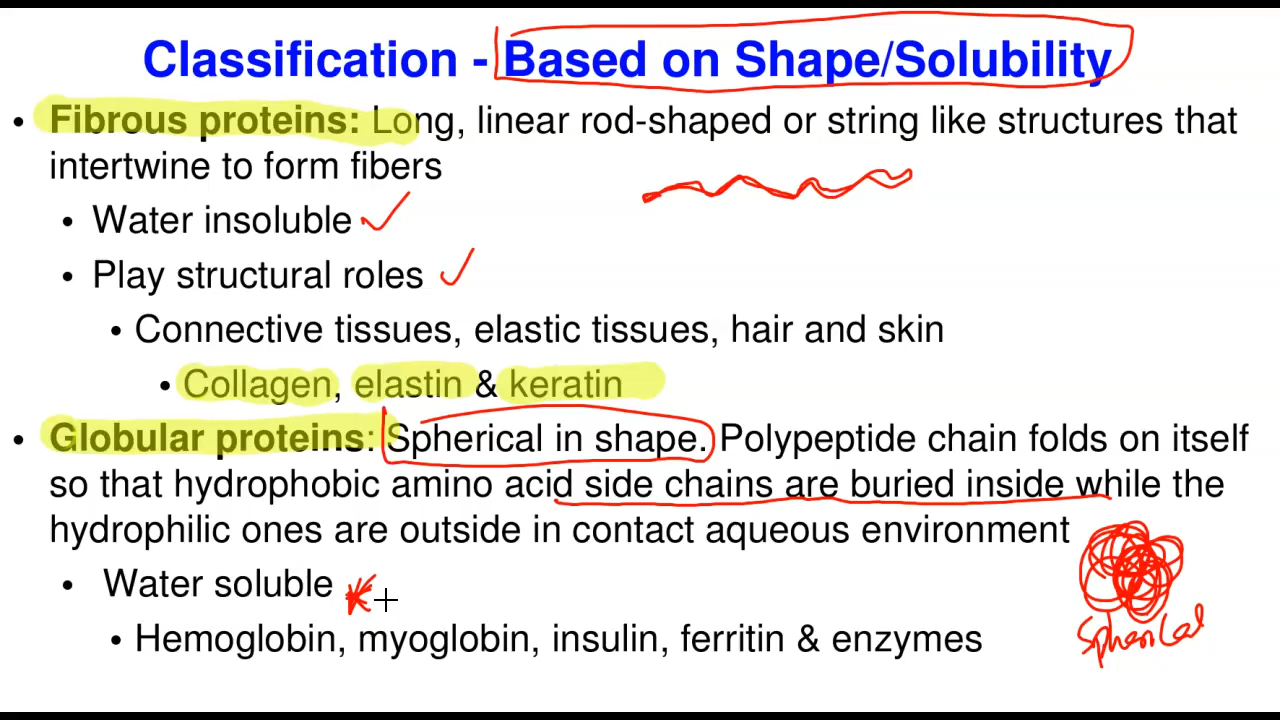 Classification - Based on Shape/Solubility
• Fibrous proteins: Long, linear rod-shaped or string like structures that
intertwine to form fibers
• Water insoluble
• Play structural roles
• Connective tissues, elastic tissues, hair and skin
• Collagen, elastin & keratin
• Globular proteins: Spherical in shape. Polypeptide chain folds on itself
so that hydrophobic amino acid side chains are buried inside while the
hydrophilic ones are outside in contact aqueous environment
• Water soluble
• Hemoglobin, myoglobin, insulin, ferritin & enzymes
Spherical